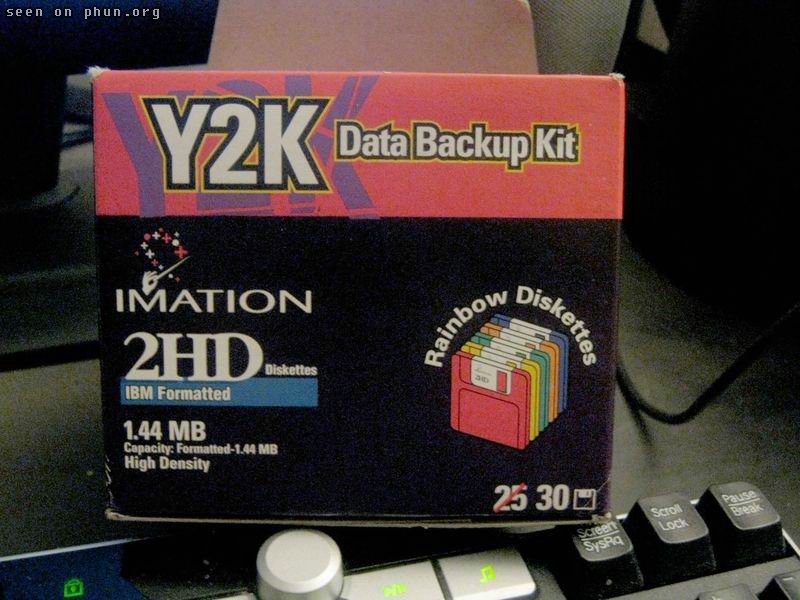 seen on phun.org
Y2K Data Backup Kit
IMATION
2HD Diskettes
IBM Formatted
1.44 MB
Capacity: Formatted-1.44 MB
High Density
Rainbow Diskettes
2HD
25 30
Screen
SysRq
Scroll
Lock
Pause
Break